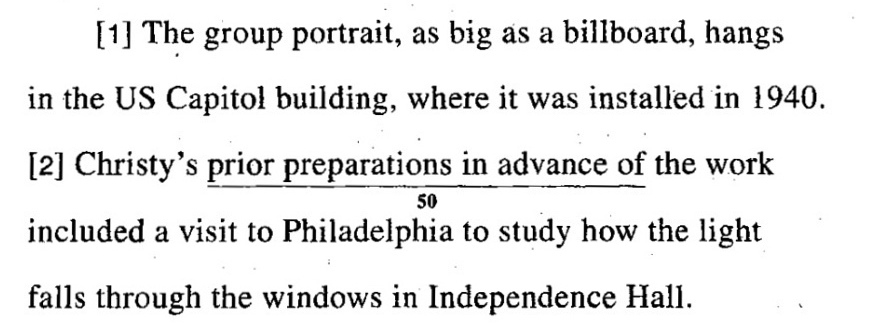 [1] The group portrait, as big as a billboard, hangs
in the US Capitol building, where it was installed in 1940.
[2] Christy's prior preparations in advance of the work
50
included a visit to Philadelphia to study how the light
falls through the windows in Independence Hall.